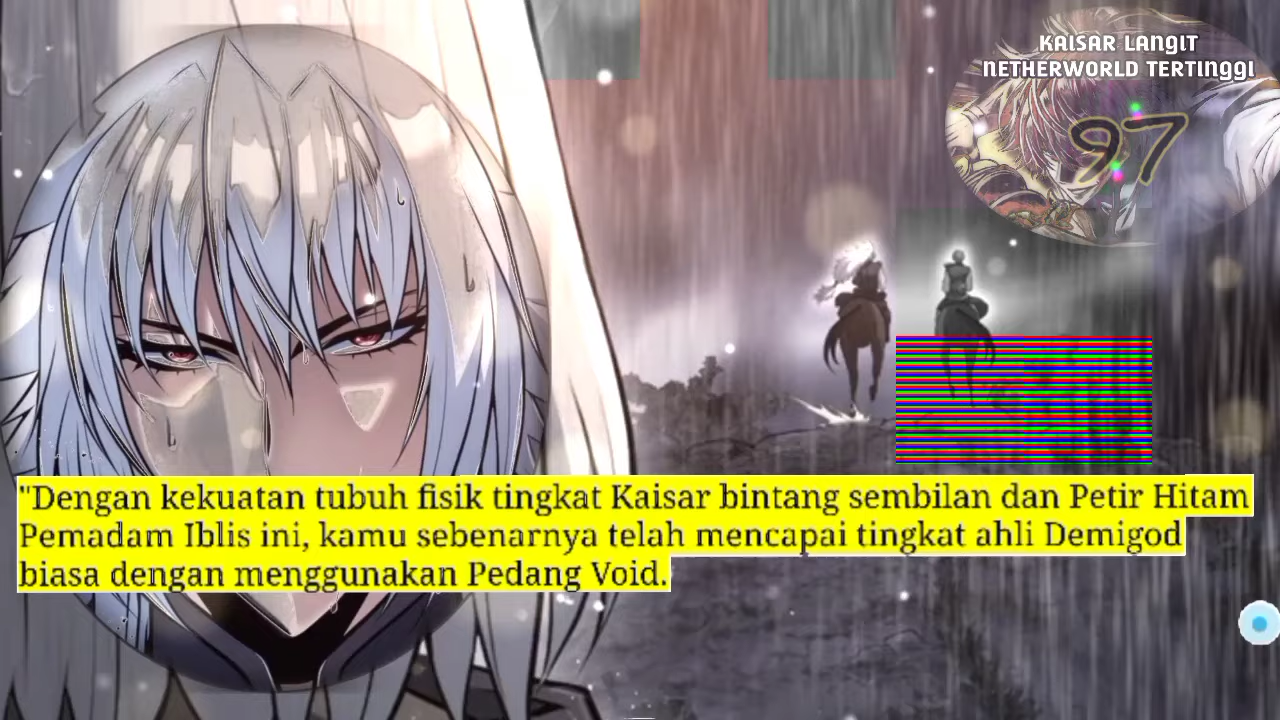 KAISAR LANGIT
NETHERWORLD TERTINGGI
97
"Dengan kekuatan tubuh fisik tingkat Kaisar bintang sembilan dan Petir Hitam
Pemadam Iblis ini, kamu sebenarnya telah mencapai tingkat ahli Demigod
biasa dengan menggunakan Pedang Void.